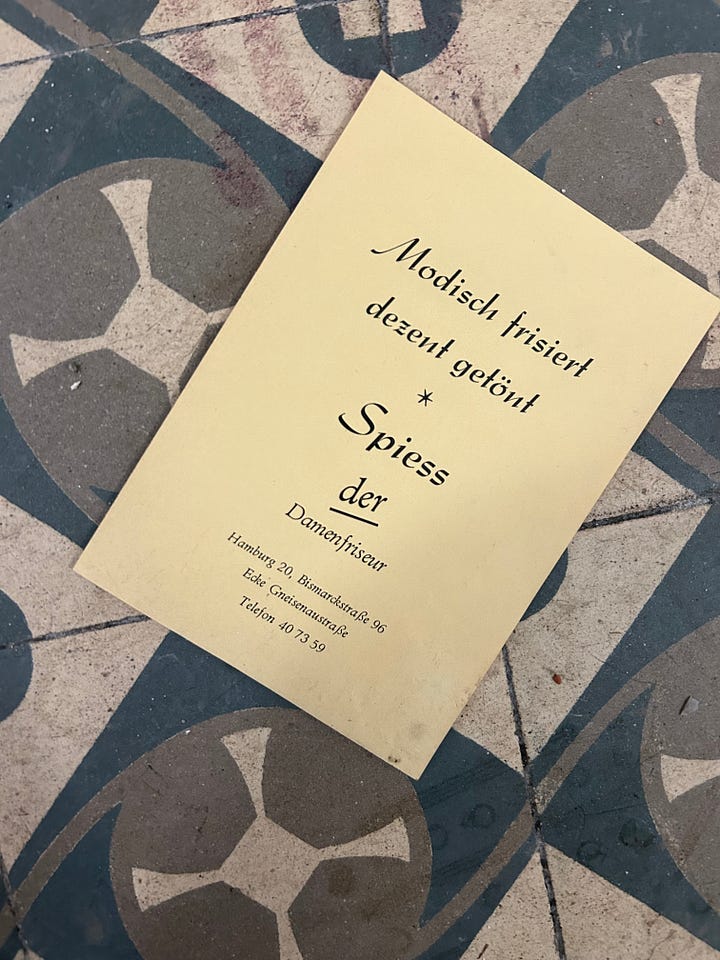 Modisch frisiert
dezent getönt
*
Spiess
der
Damenfriseur
Hamburg 20, Bismarckstraße 96
Ecke Gneisenaustraße
Telefon 40 73 59